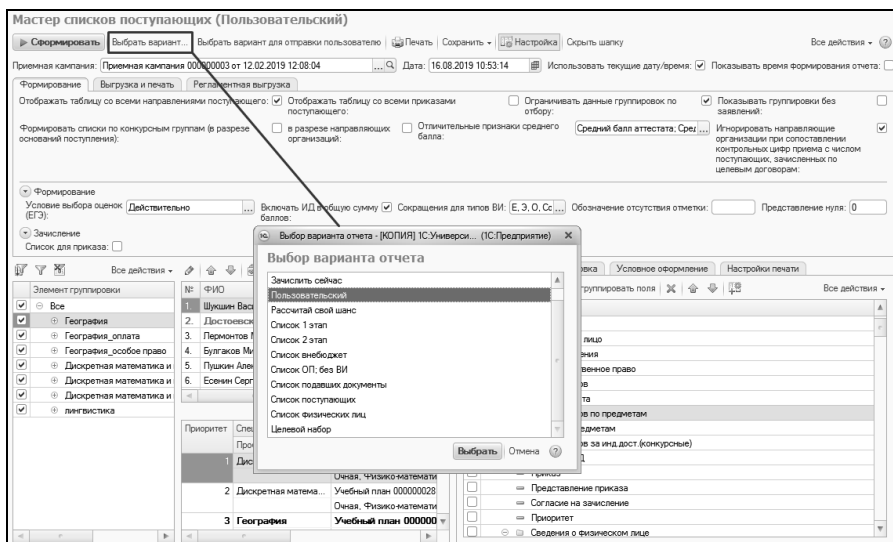 Мастер списков поступающих (Пользовательский)
Сформировать Выбрать вариант... Выбрать вариант для отправки пользователю Печать Сохранить Настройка Скрыть шапку Все действия
Приемная кампания: Приемная кампания 000000003 от 12.02.2019 12:08:04 ... Дата: 16.08.2019 10:53:14 Использовать текущие дату/время: Показывать время формирования отчета:
Формирование Выгрузка и печать Регламентная выгрузка
Отображать таблицу со всеми направлениями поступающего: Отображать таблицу со всеми приказами Ограничивать данные группировок по Показывать группировки без
поступающего: отбору: заявлений:
Формировать списки по конкурсным группам (в разрезе в разрезе направляющих Отличительные признаки среднего Средний балл аттестата; Сред ... Игнорировать направляющие
оснований поступления): организаций: балла: организации при сопоставлении
контрольных цифр приема с числом
поступающих, зачисленных по
целевым договорам:
Формирование
Условие выбора оценок Действительно ... Включать ИД в общую сумму Сокращения для типов ВИ: Е, Э, О, Сс ... Обозначение отсутствия отметки: Представление нуля: 0
(ЕГЭ): баллов:
Зачисление
Список для приказа:
Выбор варианта отчета - [КОПИЯ] 1С:Универси... (1С:Предприятие)
Выбор варианта отчета
Зачислить сейчас
Пользовательский
Рассчитай свой шанс
Список 1 этап
Список 2 этап
Список внебюджет
Список ОП; без ВИ
Список подавших документы
Список поступающих
Список физических лиц
Целевой набор
Выбрать Отмена
Все действия
Элемент группировки
Все
География
География_оплата
География_особое право
Дискретная математика и
Дискретная математика и
лингвистика
№ ФИО
1. Шукшин Вас
2. Достоевск
3. Лермонтов
4. Булгаков Ми
5. Пушкин Алек
6. Есенин Серг
Приоритет Спец
Про
1 Дис
Очная, Физико-математи
2 Дискретная матема... Учебный план 000000028
Очная, Физико-математи
3 География Учебный план 000000
овка Условное оформление Настройки печати
группировать поля Все действия
лицо
ения
венное право
ов
та
ов по предметам
едметам
ов за инд.дост.(конкурсные)
Приказ
Представление приказа
Согласие на зачисление
Приоритет
Сведения о физическом лице